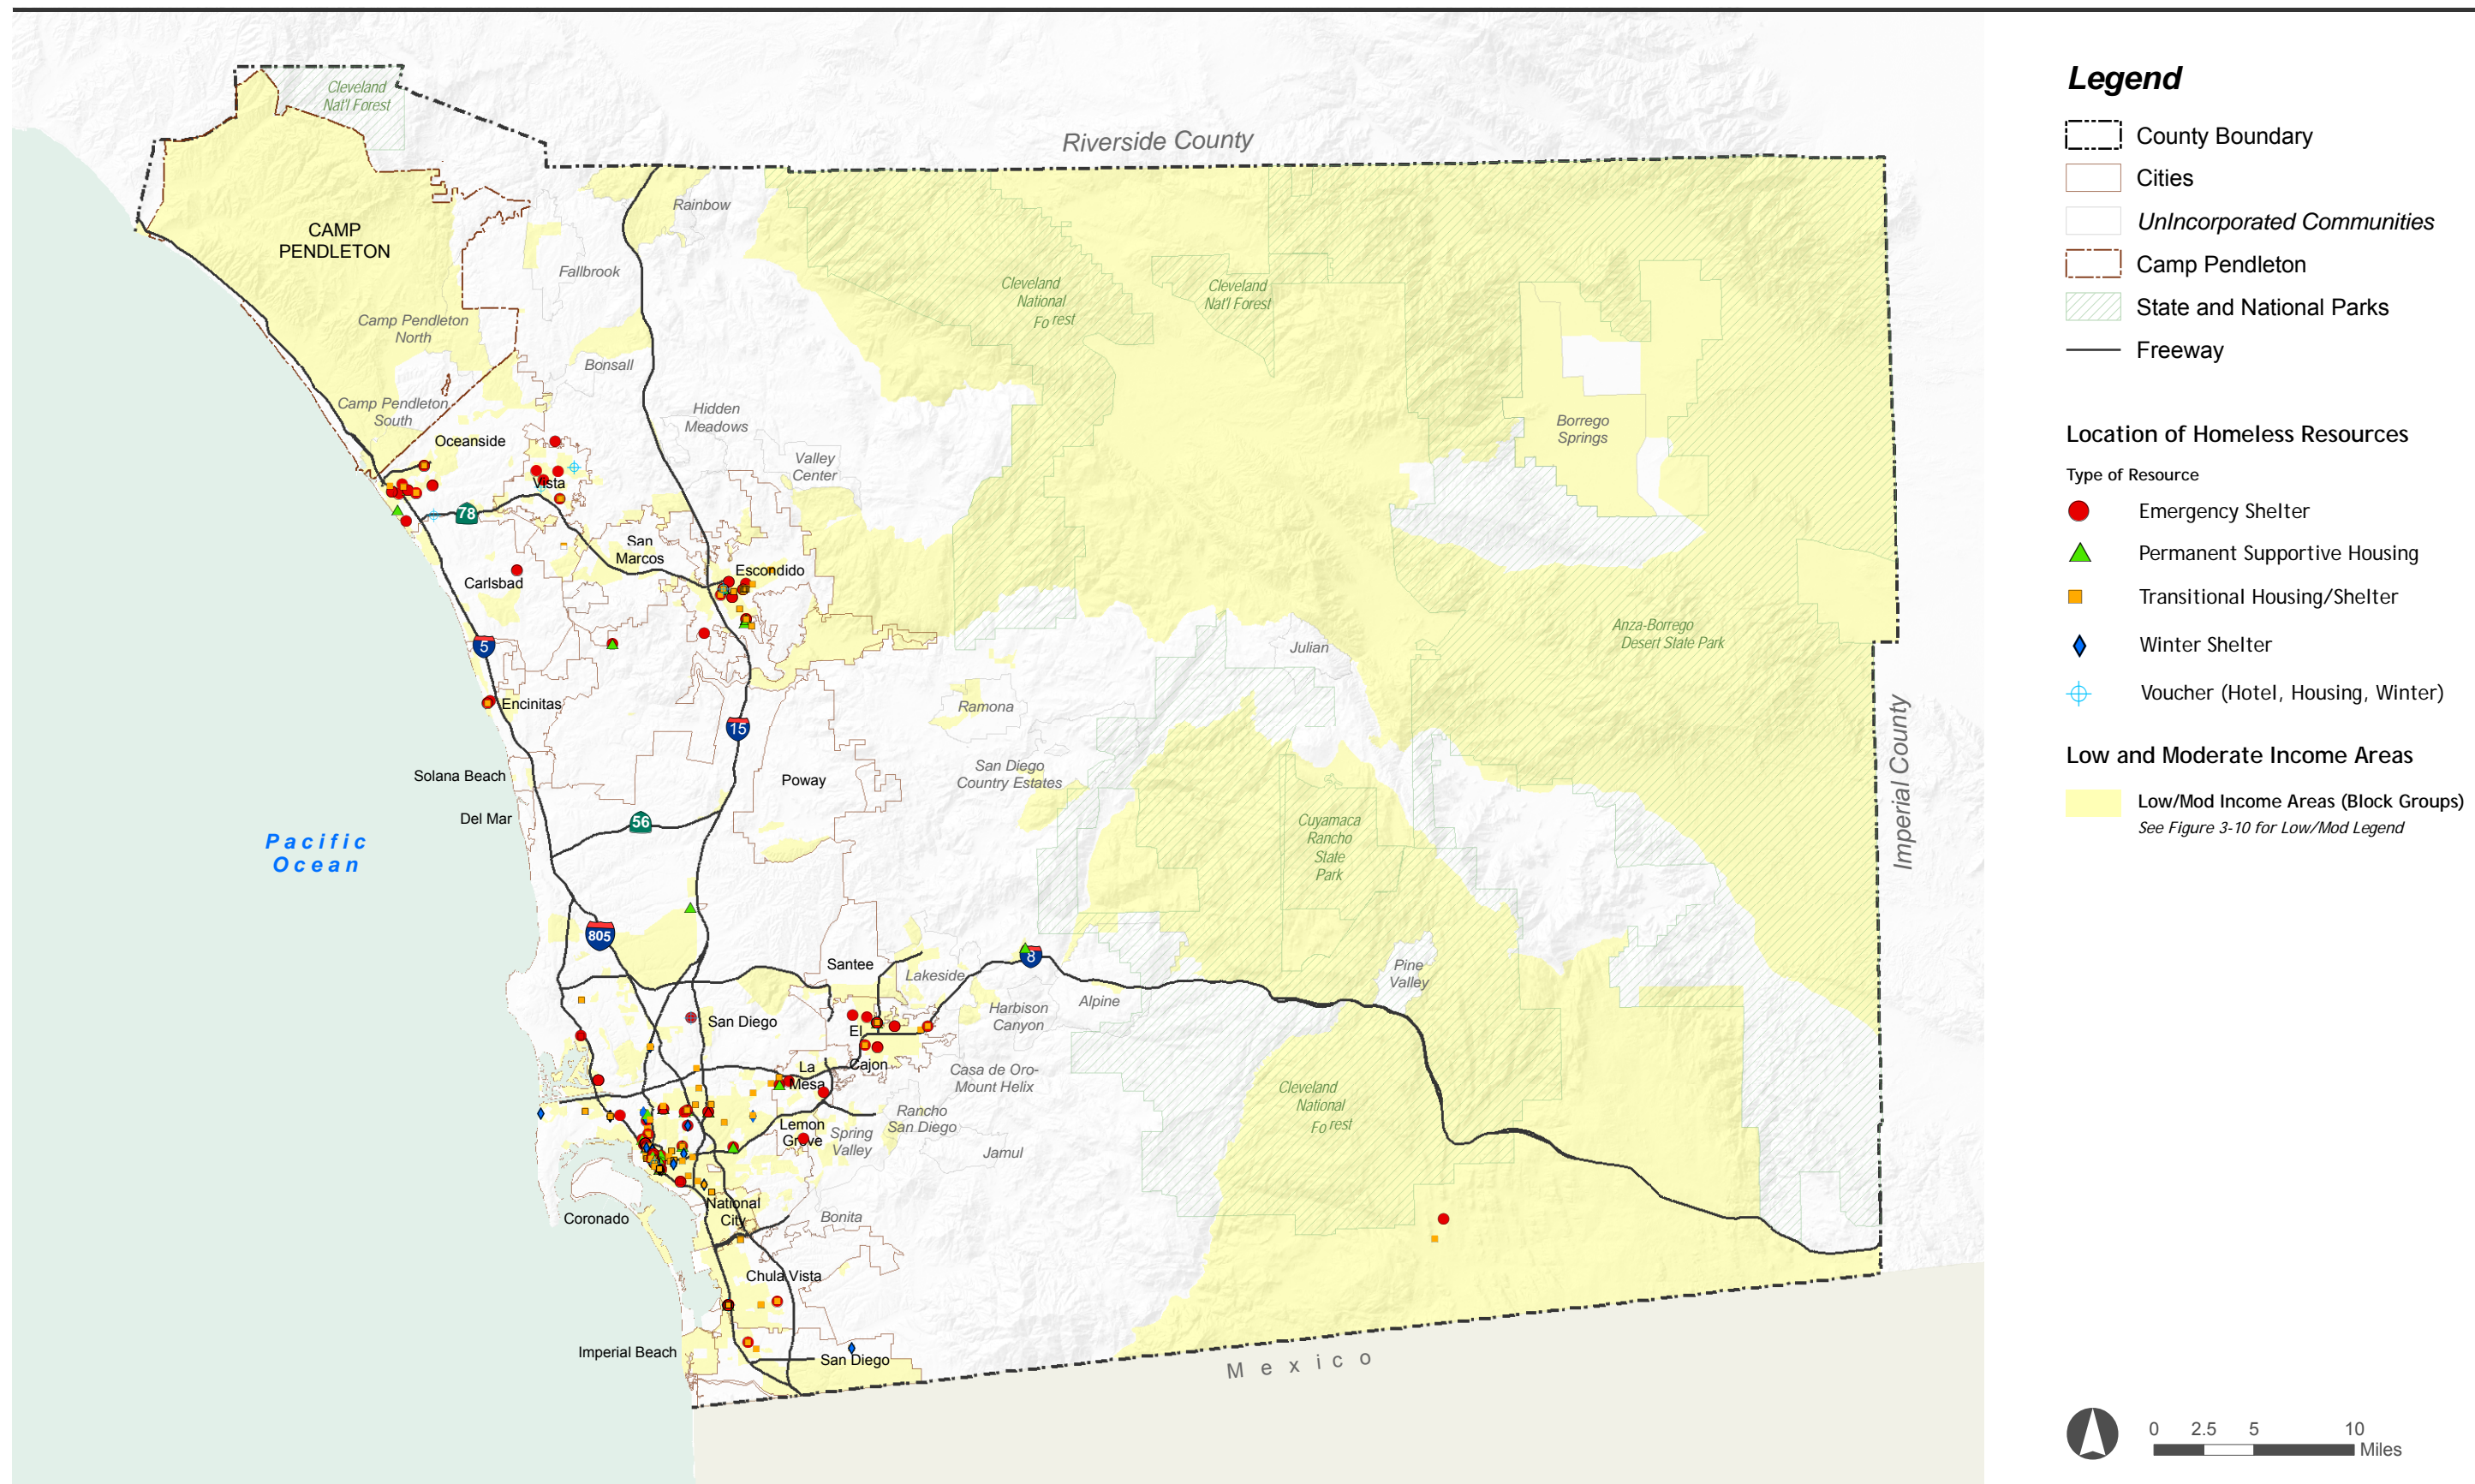 Cleveland
Nat'l Forest
Riverside County
CAMP
PENDLETON
Rainbow
Fallbrook
Cleveland
National
Forest
Cleveland
Nat'l Forest
Camp Pendleton
North
Bonsall
Camp Pendleton
South
Hidden
Meadows
Borrego
Springs
Oceanside
Valley
Center
Vista
78
San
Marcos
Escondido
Carlsbad
5
Anza-Borrego
Desert State Park
Julian
Encinitas
Ramona
15
Imperial County
San Diego
Country Estates
Solana Beach
Poway
Del Mar
56
Pacific
Ocean
Cuyamaca
Rancho
State
Park
805
Santee
8
Lakeside
Pine
Valley
Alpine
Harbison
Canyon
San Diego
El
Cajon
La
Mesa
Casa de Oro-
Mount Helix
Cleveland
National
Forest
Rancho
San Diego
Lemon
Grove
Spring
Valley
Jamul
National
City
Coronado
Bonita
Chula Vista
Imperial Beach
San Diego
Mexico
Legend
County Boundary
Cities
UnIncorporated Communities
Camp Pendleton
State and National Parks
Freeway
Location of Homeless Resources
Type of Resource
Emergency Shelter
Permanent Supportive Housing
Transitional Housing/Shelter
Winter Shelter
Voucher (Hotel, Housing, Winter)
Low and Moderate Income Areas
Low/Mod Income Areas (Block Groups)
See Figure 3-10 for Low/Mod Legend
0 2.5 5 10
Miles